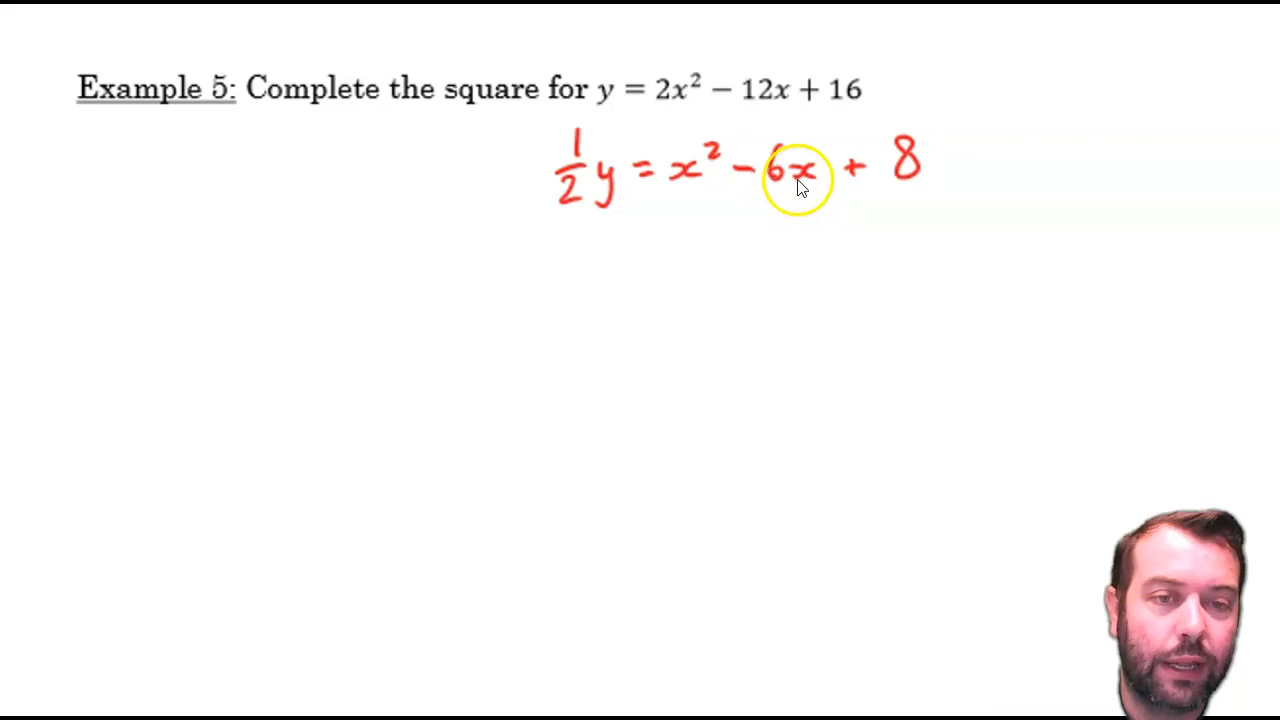 Example 5: Complete the square for y = 2x² − 12x + 16
1/2 y = x² - 6x + 8